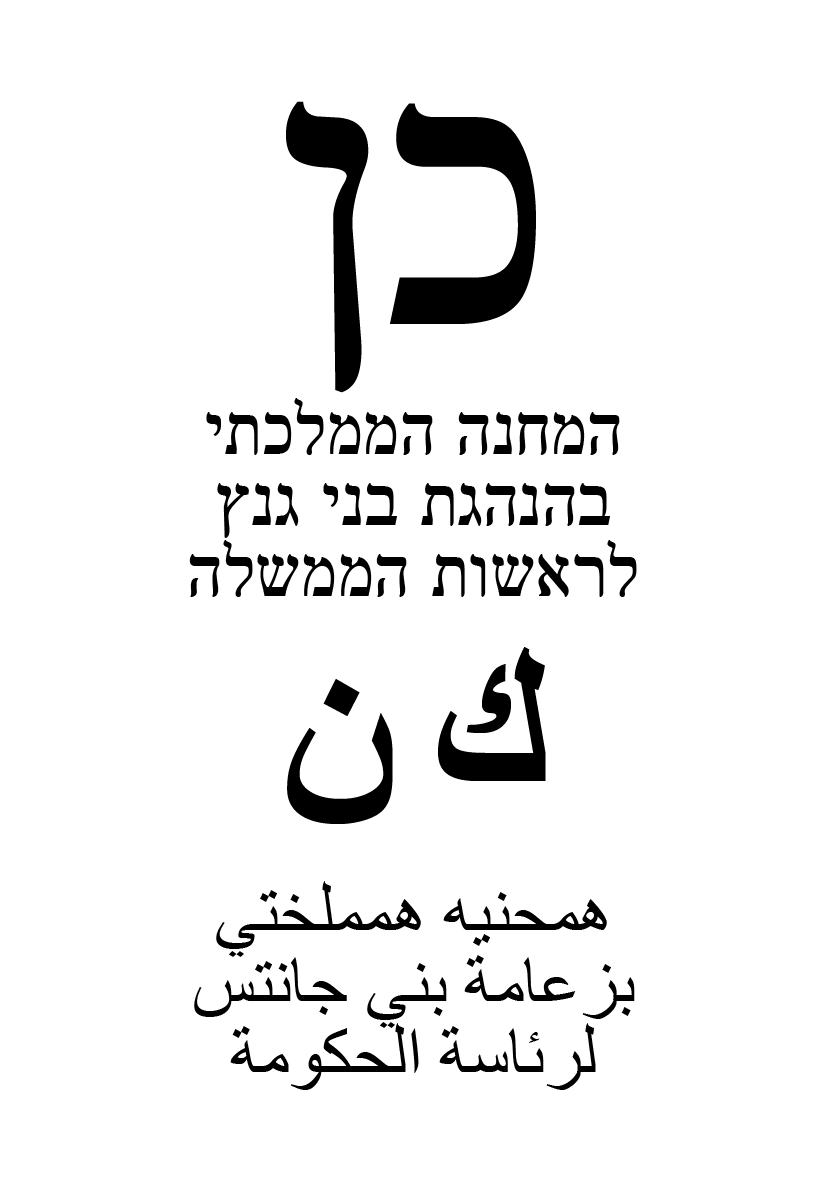 כן
המחנה הממלכתי
בהנהגת בני גנץ
לראשות הממשלה
ك ن
همحنيه همملختي
بزعامة بني جانتس
لرئاسة الحكومة